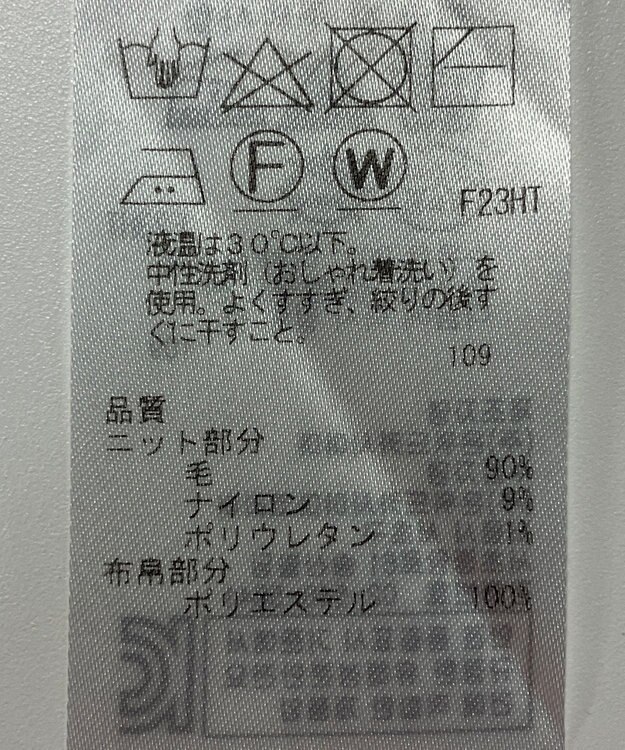 F W
F23HT
液温は30℃以下。
中性洗剤（おしゃれ着洗い）を
使用。よくすすぎ、絞りの後す
ぐに干すこと。
109
品質
ニット部分
毛 90%
ナイロン 9%
ポリウレタン 1%
布帛部分
ポリエステル 100%